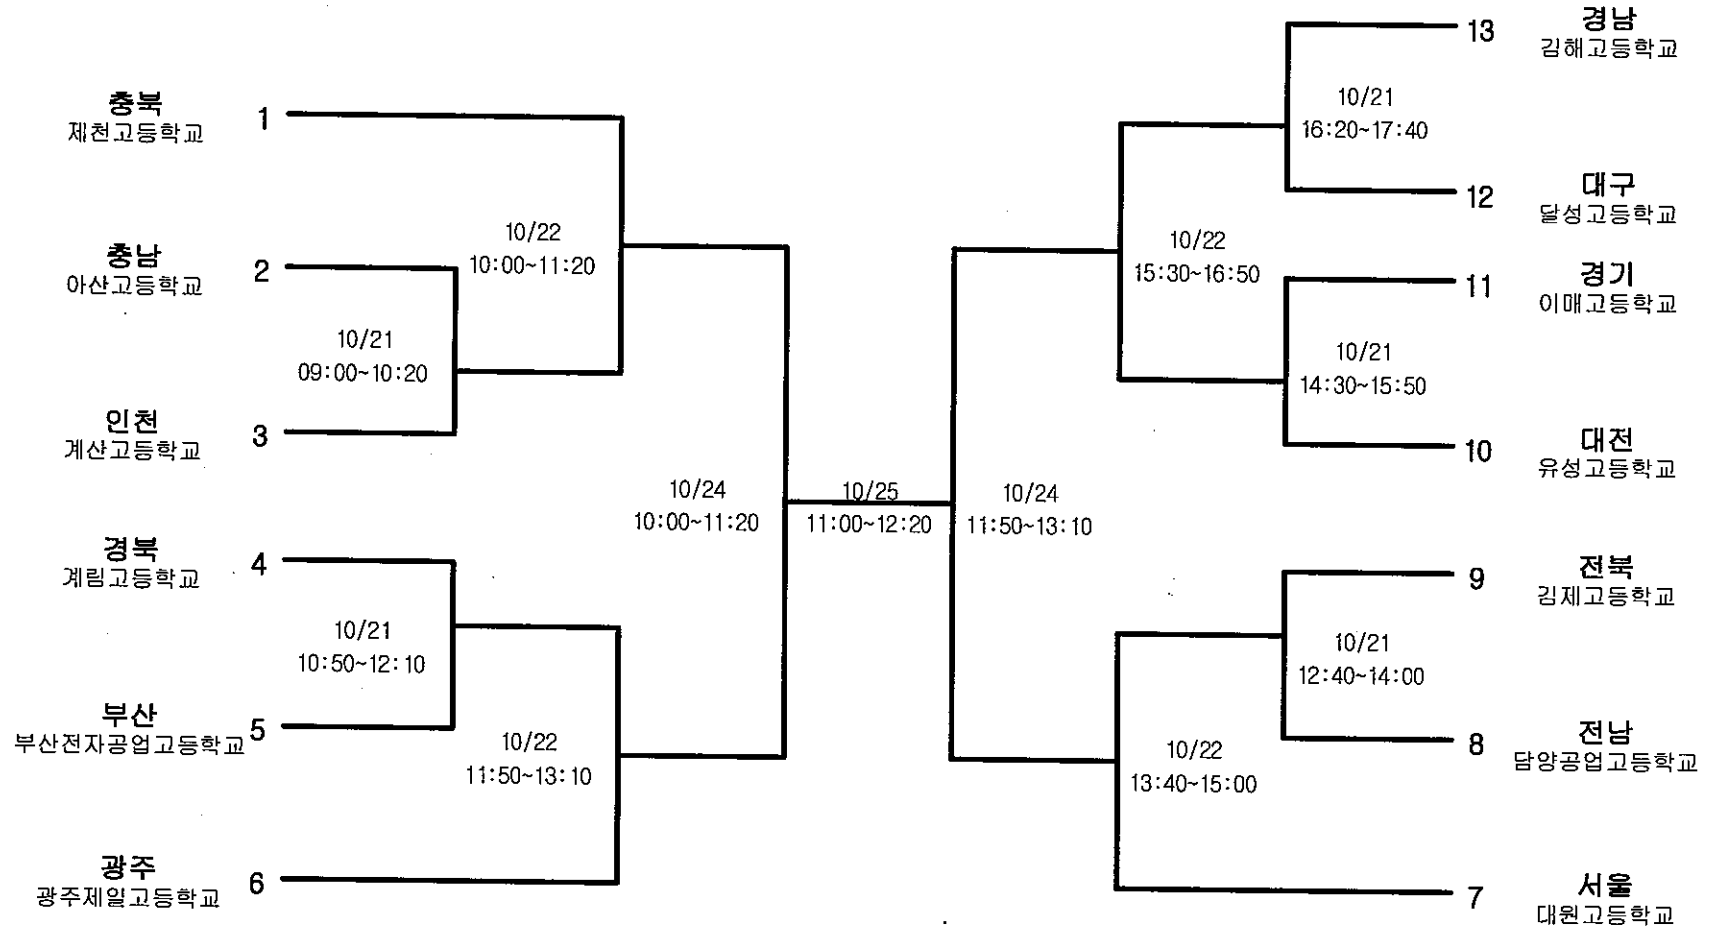 충북
제천고등학교
1
충남
아산고등학교
2
10/21
09:00~10:20
10/22
10:00~11:20
인천
계산고등학교
3
경북
계림고등학교
4
10/21
10:50~12:10
부산
부산전자공업고등학교
5
10/22
11:50~13:10
광주
광주제일고등학교
6
10/24
10:00~11:20
10/25
11:00~12:20
10/24
11:50~13:10
13
경남
김해고등학교
10/21
16:20~17:40
12
대구
달성고등학교
10/22
15:30~16:50
11
경기
이매고등학교
10/21
14:30~15:50
10
대전
유성고등학교
9
전북
김제고등학교
10/21
12:40~14:00
8
전남
담양공업고등학교
10/22
13:40~15:00
7
서울
대원고등학교